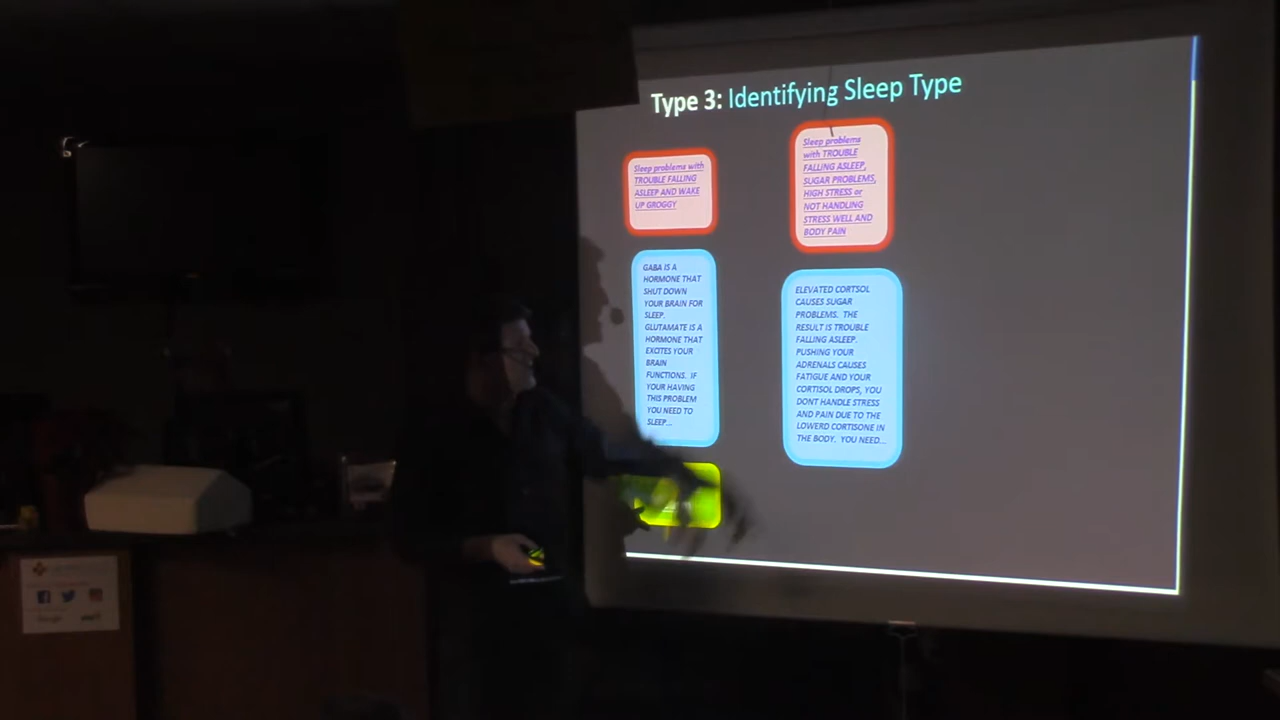 Type 3: Identifying Sleep Type
Sleep problems with
TROUBLE FALLING
ASLEEP AND WAKE
UP GROGGY
Sleep problems
with TROUBLE
FALLING ASLEEP,
SUGAR PROBLEMS,
HIGH STRESS or
NOT HANDLING
STRESS WELL AND
BODY PAIN
GABA IS A
HORMONE THAT
SHUT DOWN
YOUR BRAIN FOR
SLEEP.
GLUTAMATE IS A
HORMONE THAT
EXCITES YOUR
BRAIN
FUNCTIONS. IF
YOUR HAVING
THIS PROBLEM
YOU NEED TO
SLEEP...
ELEVATED CORTSOL
CAUSES SUGAR
PROBLEMS. THE
RESULT IS TROUBLE
FALLING ASLEEP.
PUSHING YOUR
ADRENALS CAUSES
FATIGUE AND YOUR
CORTISOL DROPS, YOU
DONT HANDLE STRESS
AND PAIN DUE TO THE
LOWERD CORTISONE IN
THE BODY. YOU NEED...